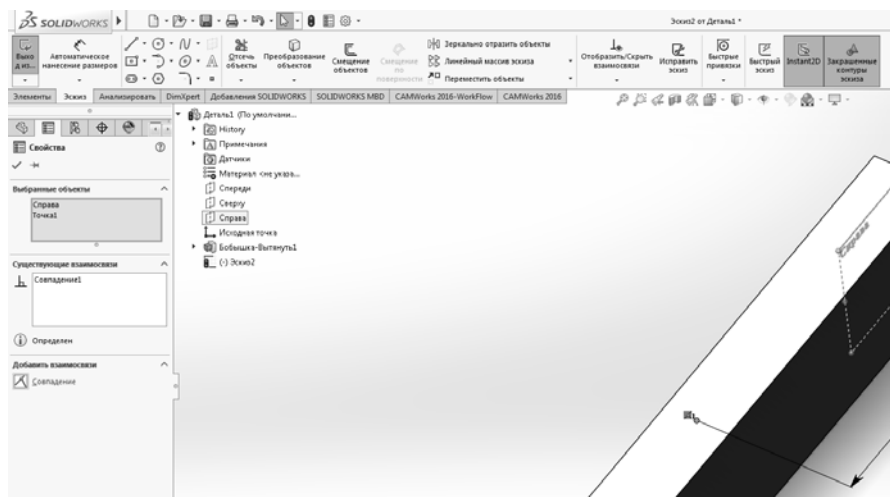 SOLIDWORKS
Эскиз2 от Деталь1 *
Выхо
д из...
Автоматическое
нанесение размеров
Отсечь
объекты
Преобразование
объектов
Смещение
объектов
Смещение
по
поверхности
Зеркально отразить объекты
Линейный массив эскиза
Переместить объекты
Отобразить/Скрыть
взаимосвязи
Исправить
эскиз
Быстрые
привязки
Быстрый
эскиз
Instant2D
Закрашенные
контуры
эскиза
Элементы Эскиз Анализировать DimXpert Добавления SOLIDWORKS SOLIDWORKS MBD CAMWorks 2016-WorkFlow CAMWorks 2016
Свойства
Выбранные объекты
Справа
Точка1
Существующие взаимосвязи
Совпадение1
Определен
Добавить взаимосвязи
Совпадение
Деталь1 (По умолчани...
History
Примечания
Датчики
Материал <не указа...
Спереди
Сверху
Справа
Исходная точка
Бобышка-Вытянуть1
(-) Эскиз2
Справа